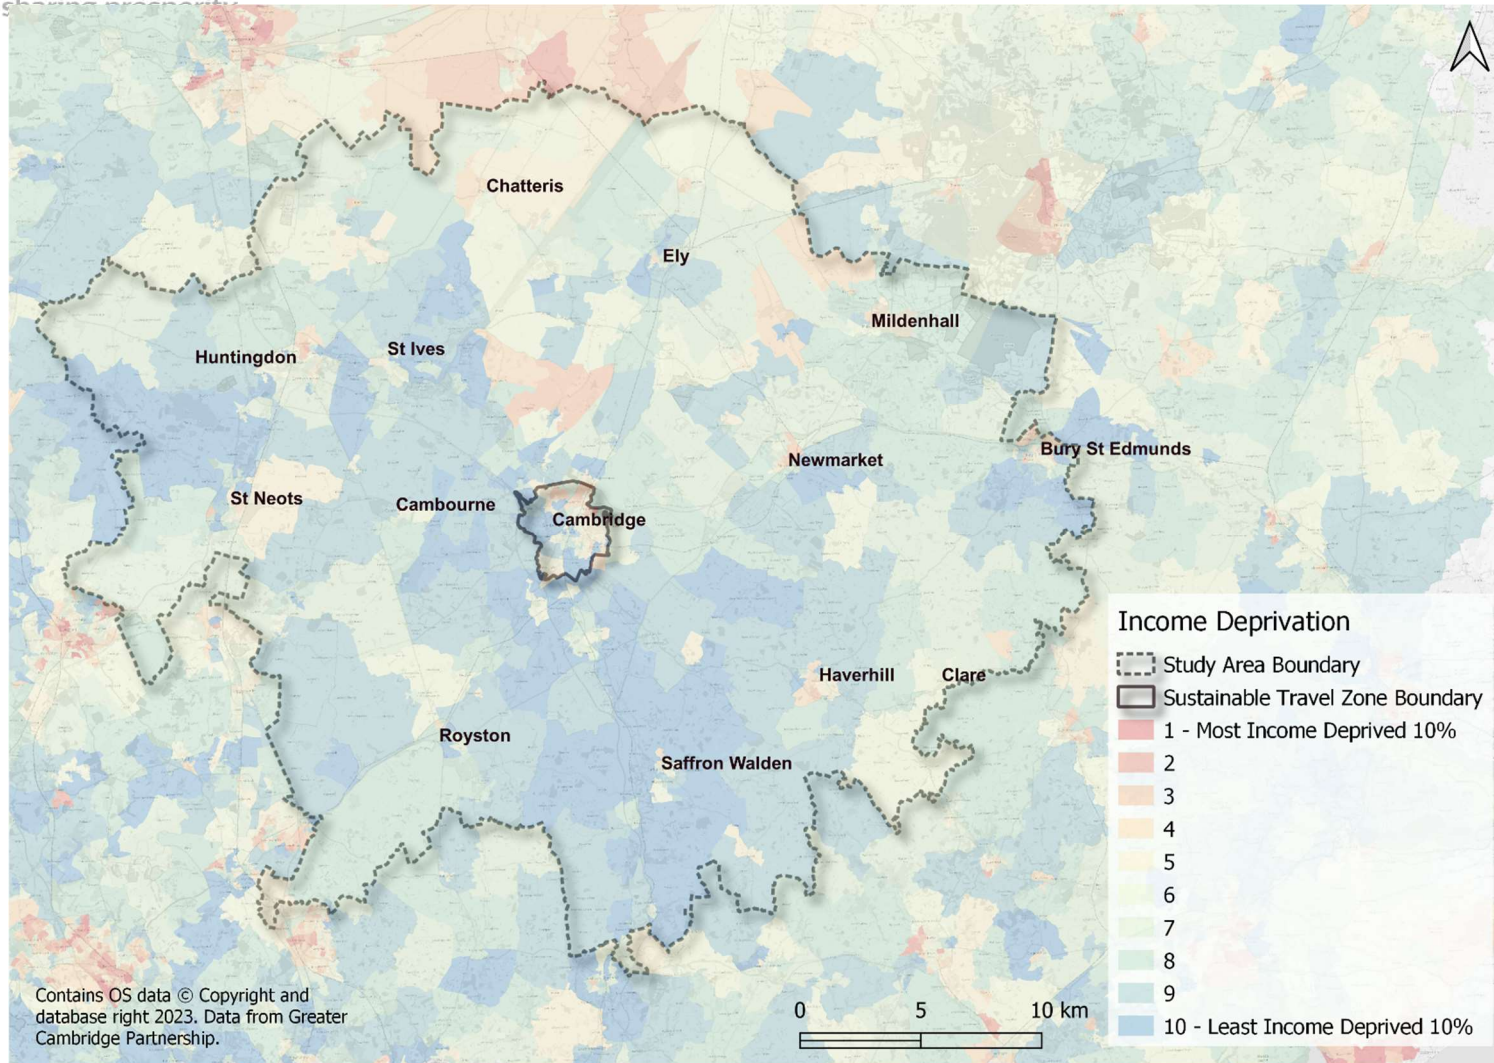 sharing prosperity
Chatteris
Ely
Mildenhall
Huntingdon
St Ives
Bury St Edmunds
Newmarket
St Neots
Cambourne
Cambridge
Haverhill
Clare
Royston
Saffron Walden
Income Deprivation
Study Area Boundary
Sustainable Travel Zone Boundary
1 - Most Income Deprived 10%
2
3
4
5
6
7
8
9
10 - Least Income Deprived 10%
0 5 10 km
Contains OS data © Copyright and
database right 2023. Data from Greater
Cambridge Partnership.